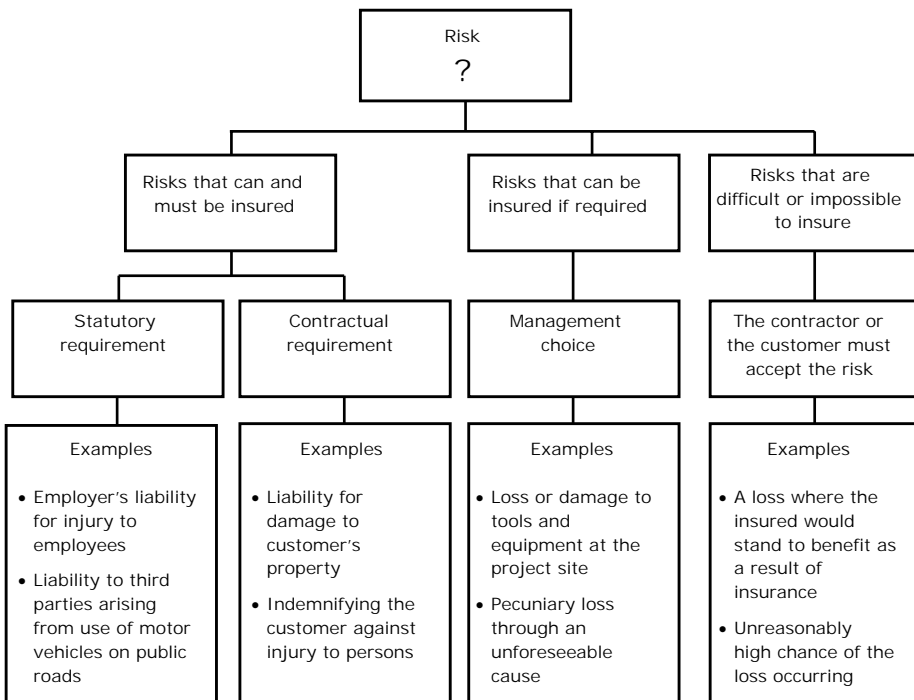 Risk
?
Risks that can and
must be insured
Risks that can be
insured if required
Risks that are
difficult or impossible
to insure
Statutory
requirement
Contractual
requirement
Management
choice
The contractor or
the customer must
accept the risk
Examples
• Employer's liability
for injury to
employees
• Liability to third
parties arising
from use of motor
vehicles on public
roads
Examples
• Liability for
damage to
customer's
property
• Indemnifying the
customer against
injury to persons
Examples
• Loss or damage to
tools and
equipment at the
project site
• Pecuniary loss
through an
unforeseeable
cause
Examples
• A loss where the
insured would
stand to benefit as
a result of
insurance
• Unreasonably
high chance of the
loss occurring